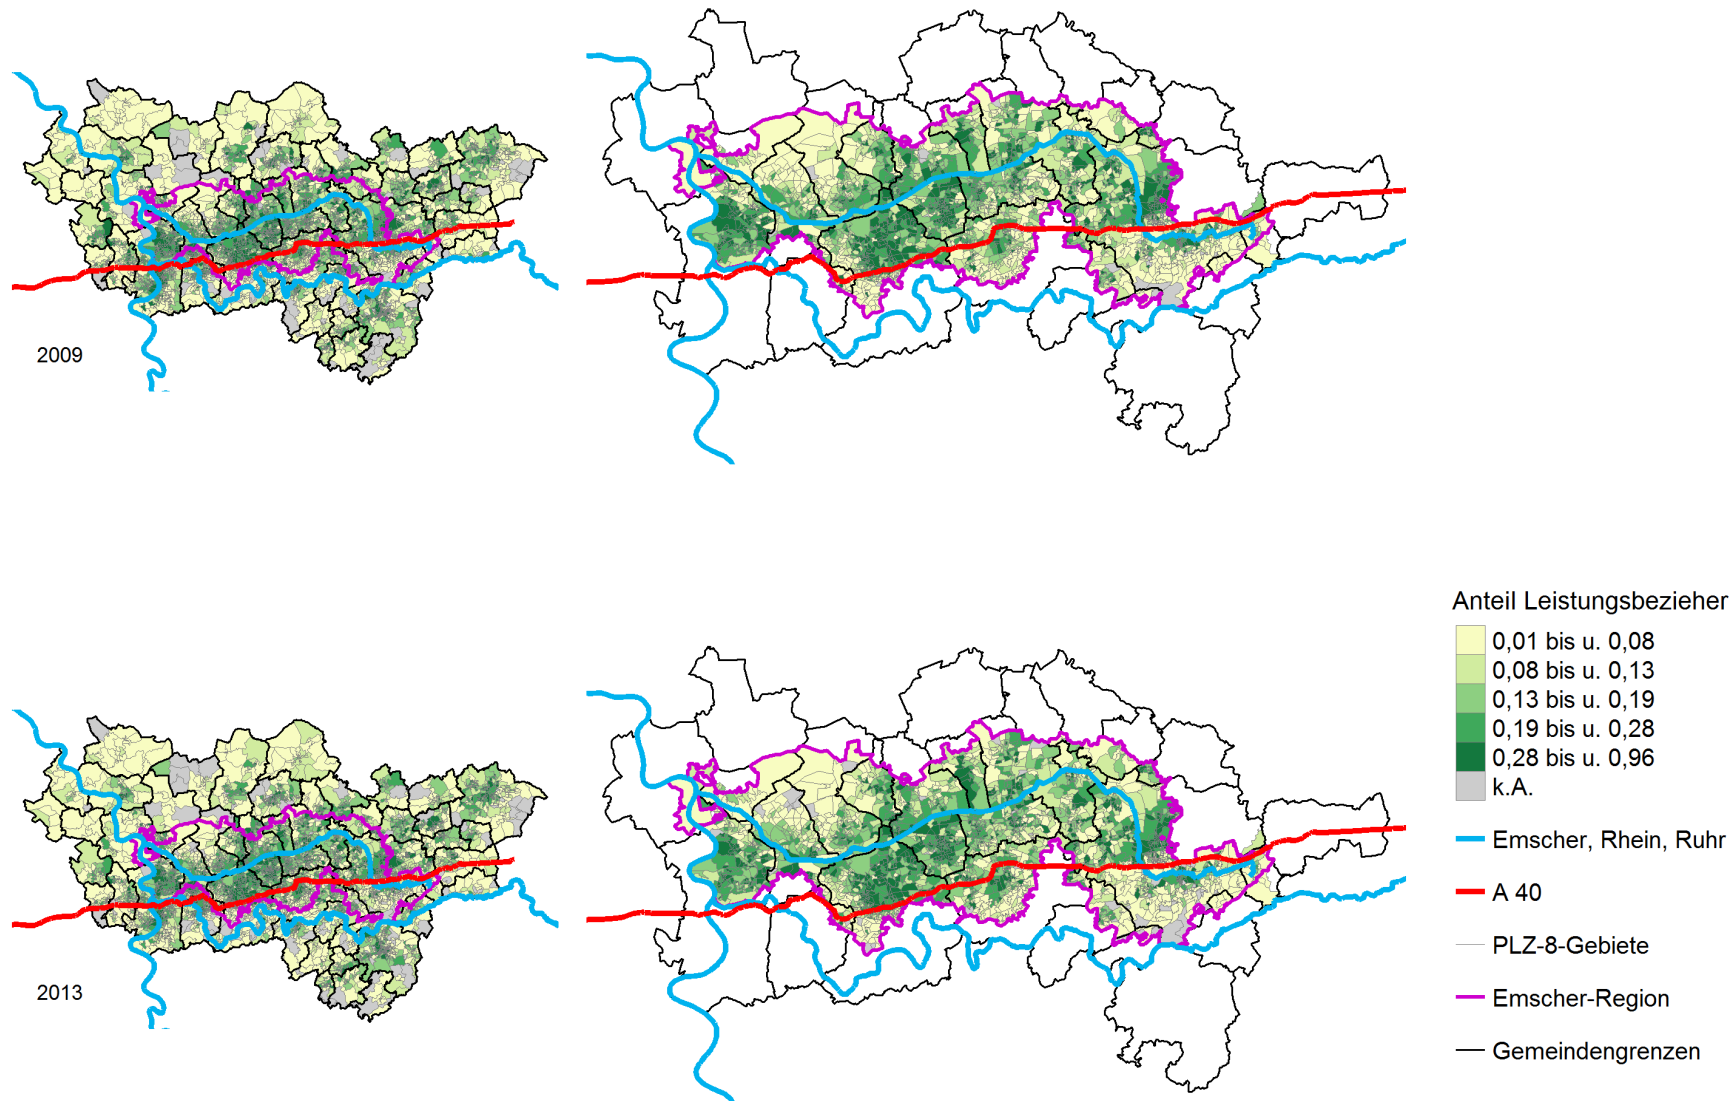 2009
2013
Anteil Leistungsbezieher
0,01 bis u. 0,08
0,08 bis u. 0,13
0,13 bis u. 0,19
0,19 bis u. 0,28
0,28 bis u. 0,96
k.A.
Emscher, Rhein, Ruhr
A 40
PLZ-8-Gebiete
Emscher-Region
Gemeindengrenzen